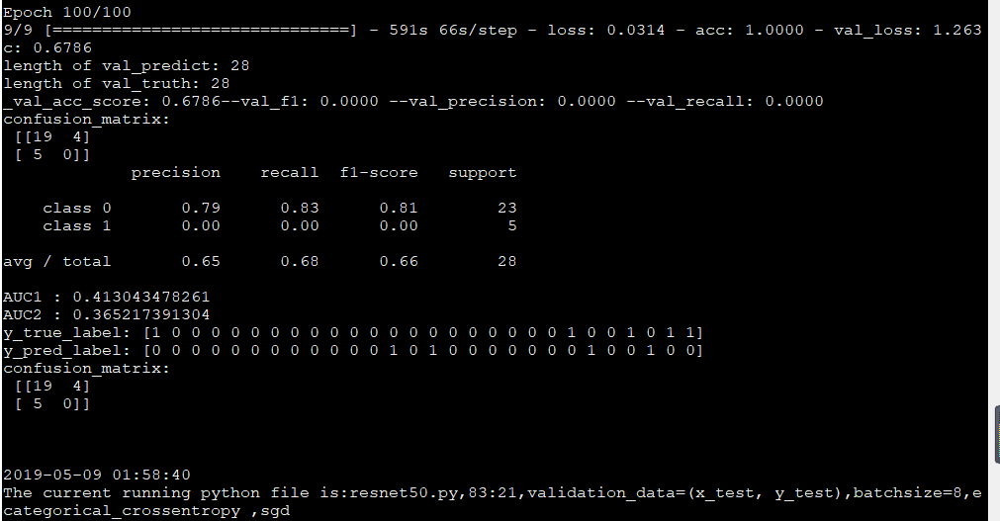 Epoch 100/100
9/9 [==============================] - 591s 66s/step - loss: 0.0314 - acc: 1.0000 - val_loss: 1.263
c: 0.6786
length of val_predict: 28
length of val_truth: 28
_val_acc_score: 0.6786--val_f1: 0.0000 --val_precision: 0.0000 --val_recall: 0.0000
confusion_matrix:
[[19 4]
[ 5 0]]
precision recall f1-score support
class 0 0.79 0.83 0.81 23
class 1 0.00 0.00 0.00 5
avg / total 0.65 0.68 0.66 28
AUC1 : 0.413043478261
AUC2 : 0.365217391304
y_true_label: [1 0 0 0 0 0 0 0 0 0 0 0 0 0 0 0 0 0 0 0 0 1 0 0 1 0 1 1]
y_pred_label: [0 0 0 0 0 0 0 0 0 0 0 0 1 0 1 0 0 0 0 0 0 0 1 0 0 1 0 0]
confusion_matrix:
[[19 4]
[ 5 0]]
2019-05-09 01:58:40
The current running python file is:resnet50.py,83:21,validation_data=(x_test, y_test),batchsize=8,e
categorical_crossentropy ,sgd